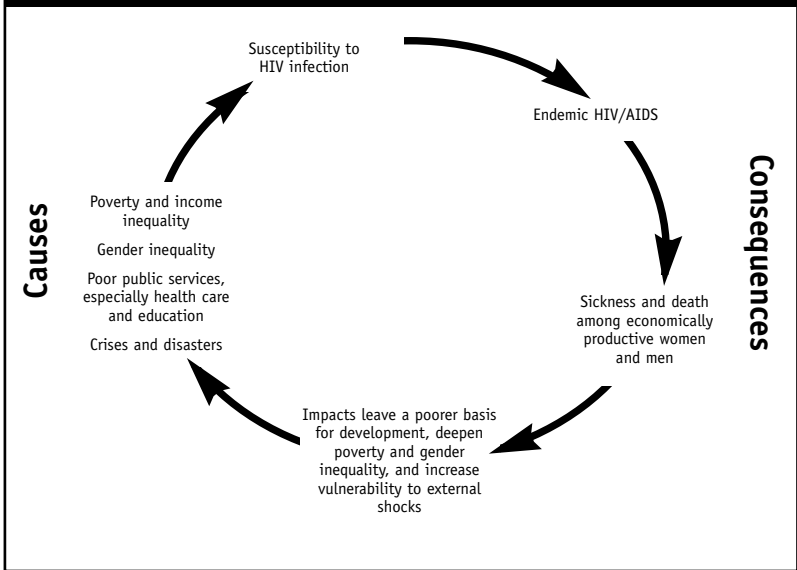 Susceptibility to
HIV infection
Endemic HIV/AIDS
Consequences
Sickness and death
among economically
productive women
and men
Impacts leave a poorer basis
for development, deepen
poverty and gender
inequality, and increase
vulnerability to external
shocks
Causes
Poverty and income
inequality
Gender inequality
Poor public services,
especially health care
and education
Crises and disasters